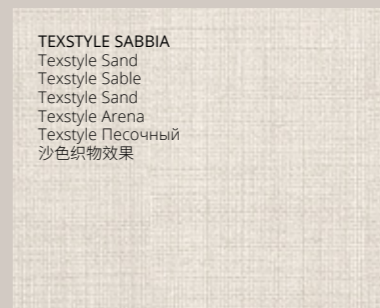 TEXSTYLE SABBIA
Texstyle Sand
Texstyle Sable
Texstyle Sand
Texstyle Arena
Texstyle Песочный
沙色织物效果